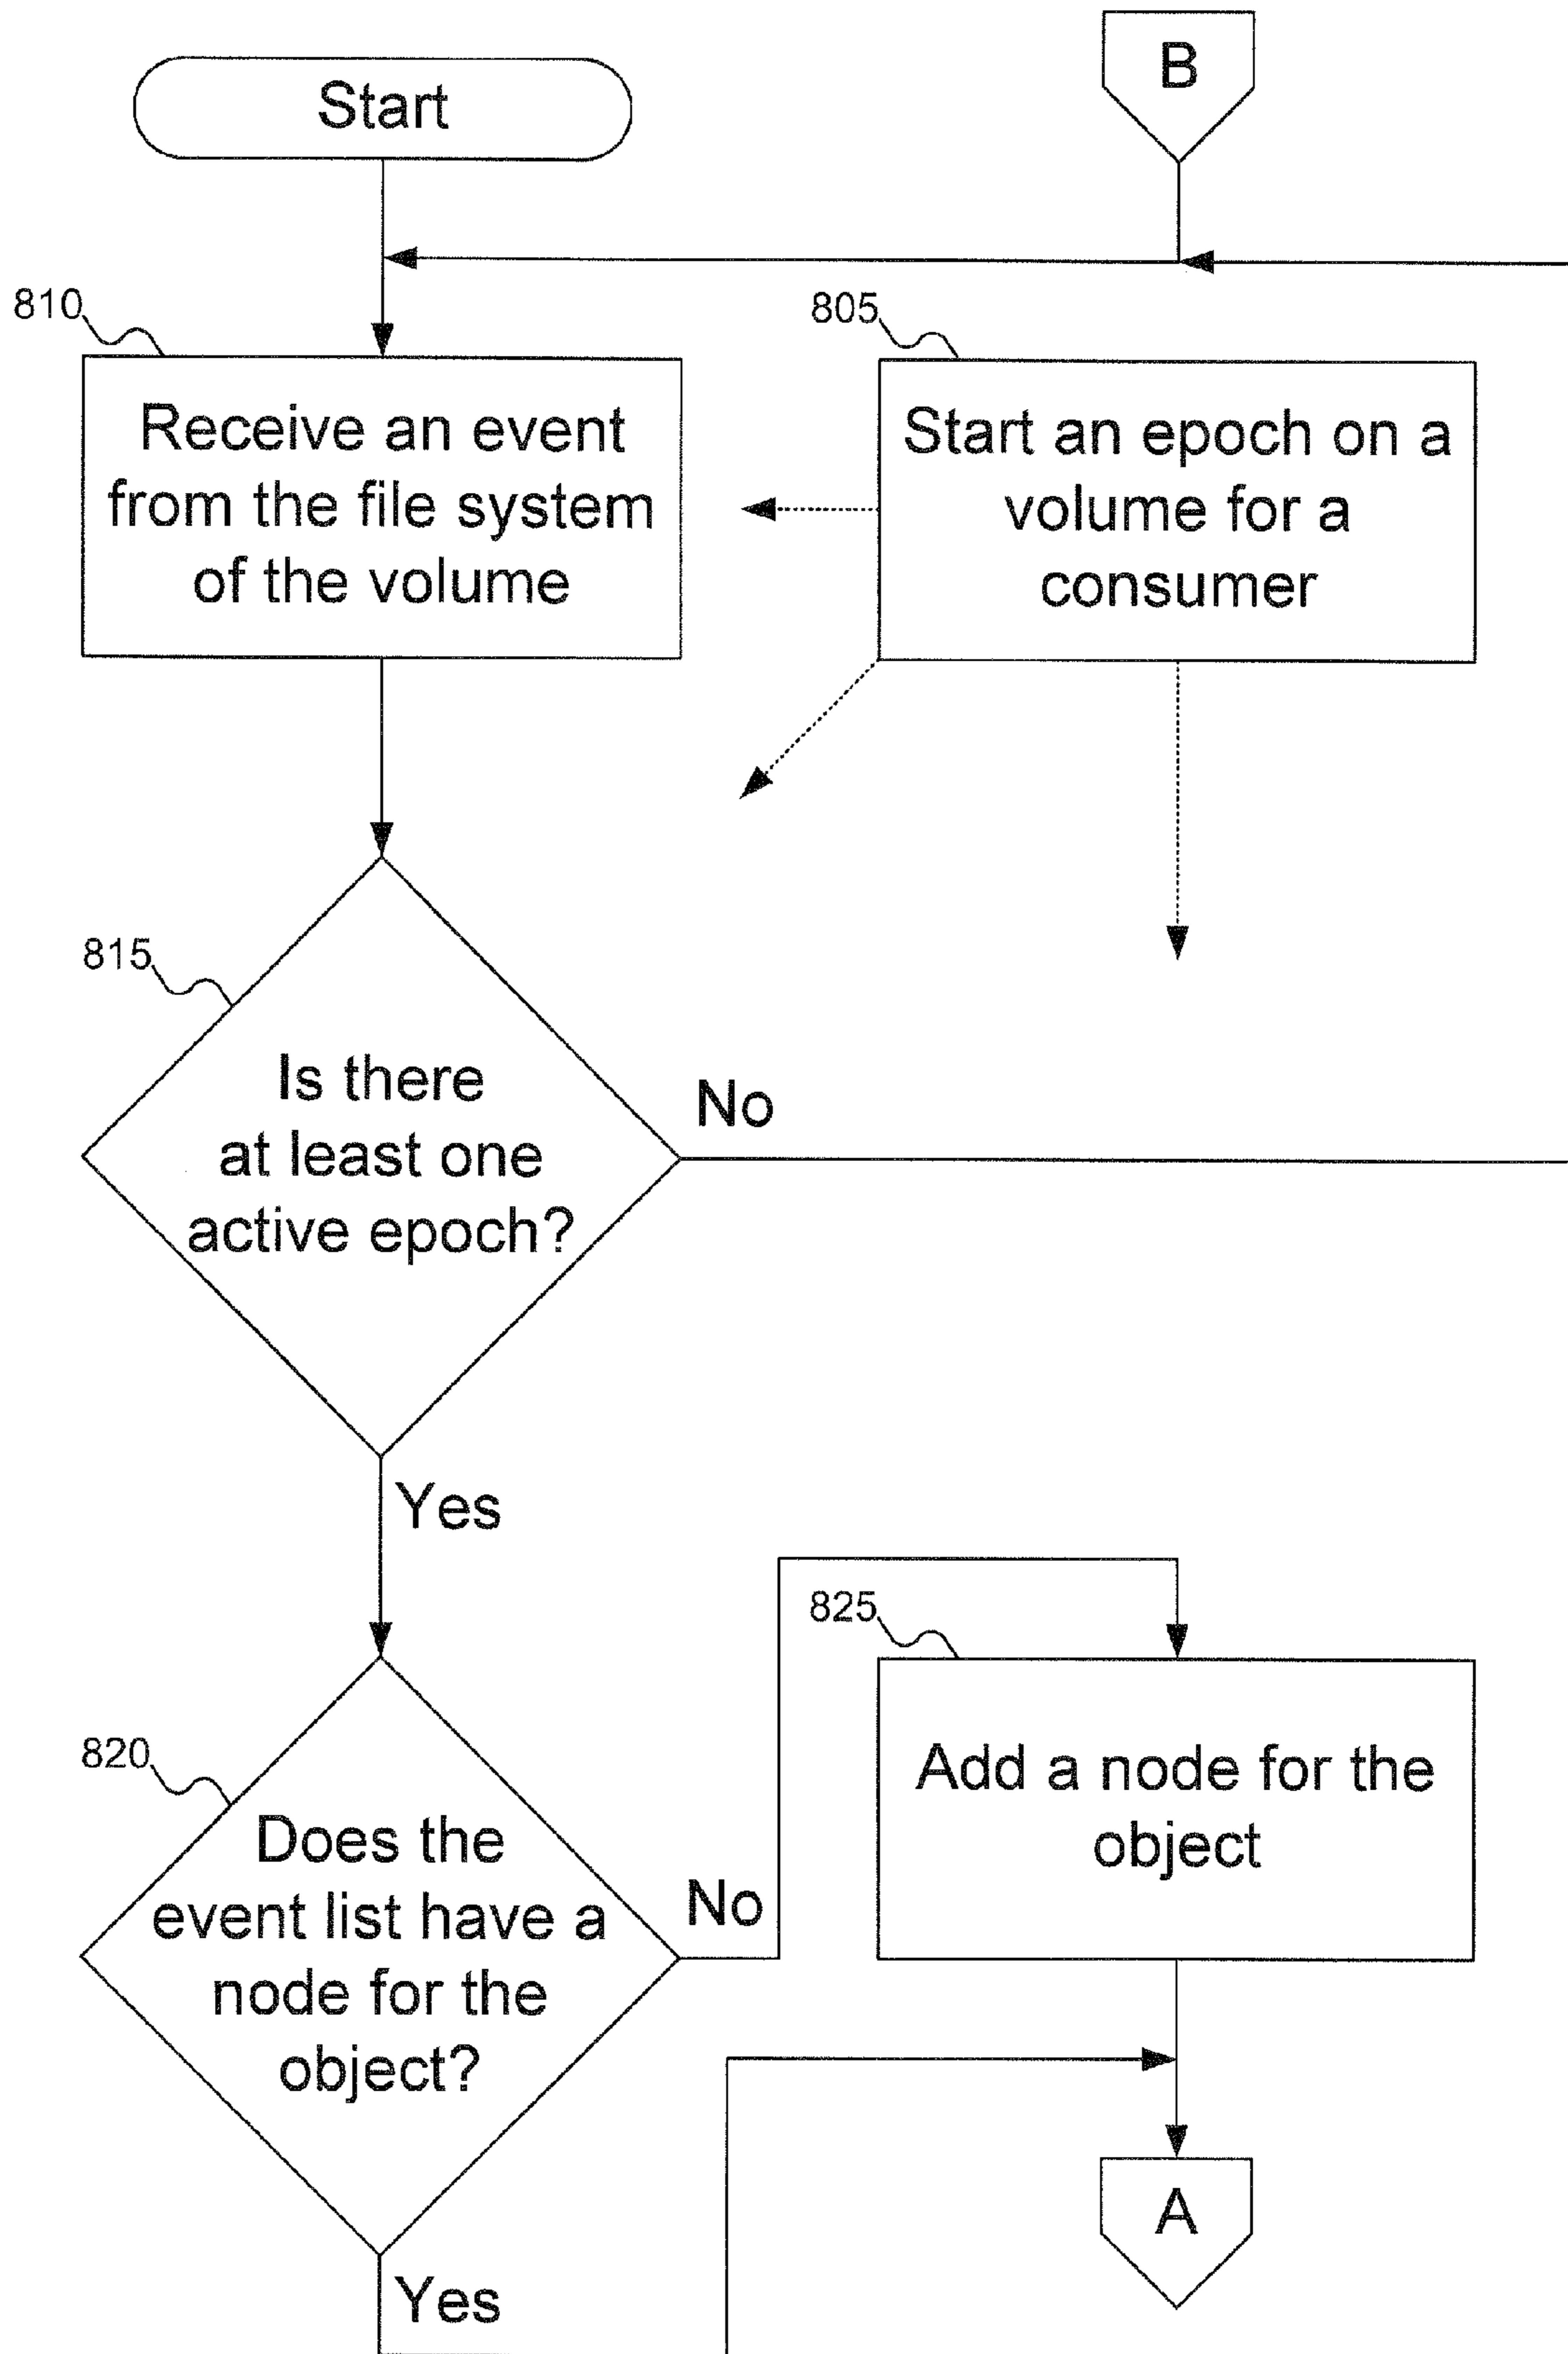 Start
B
810
Receive an event
from the file system
of the volume
805
Start an epoch on a
volume for a
consumer
815
Is there
at least one
active epoch?
No
Yes
825
Add a node for the
object
820
Does the
event list have a
node for the
object?
No
A
Yes